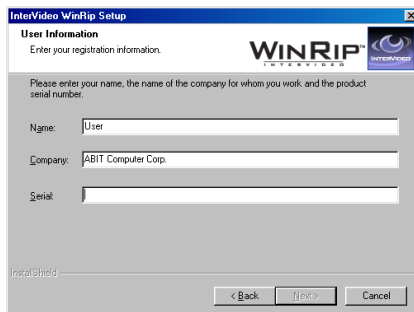 InterVideo WinRip Setup
User Information
Enter your registration information.
WINRIP™
INTERVIDEO
INTERVIDEO
Please enter your name, the name of the company for whom you work and the product
serial number.
Name: User
Company: ABIT Computer Corp.
Serial:
InstallShield
< Back Next > Cancel